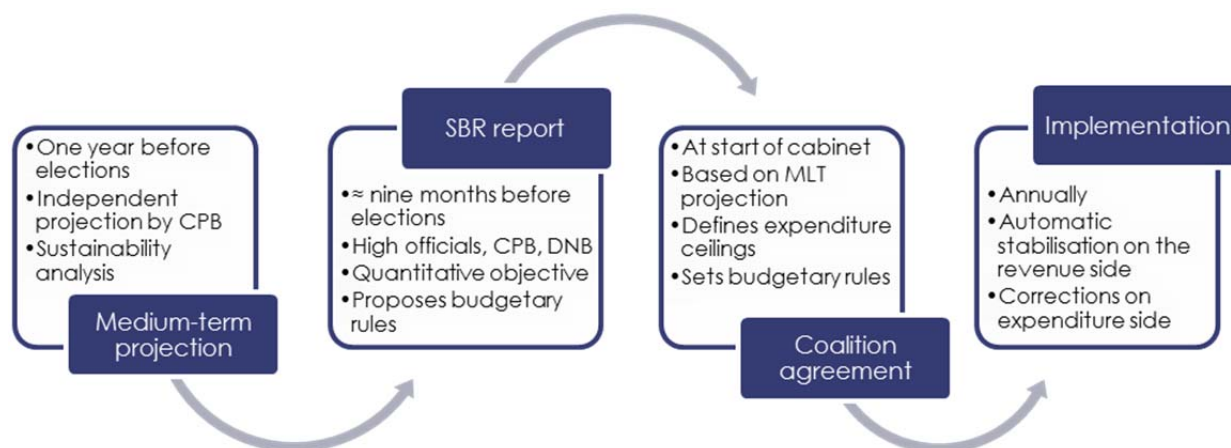 •One year before
elections
•Independent
projection by CPB
•Sustainability
analysis
Medium-term
projection
SBR report
•≈ nine months before
elections
•High officials, CPB, DNB
•Quantitative objective
•Proposes budgetary
rules
•At start of cabinet
•Based on MLT
projection
•Defines expenditure
ceilings
•Sets budgetary rules
Coalition
agreement
Implementation
•Annually
•Automatic
stabilisation on the
revenue side
•Corrections on
expenditure side